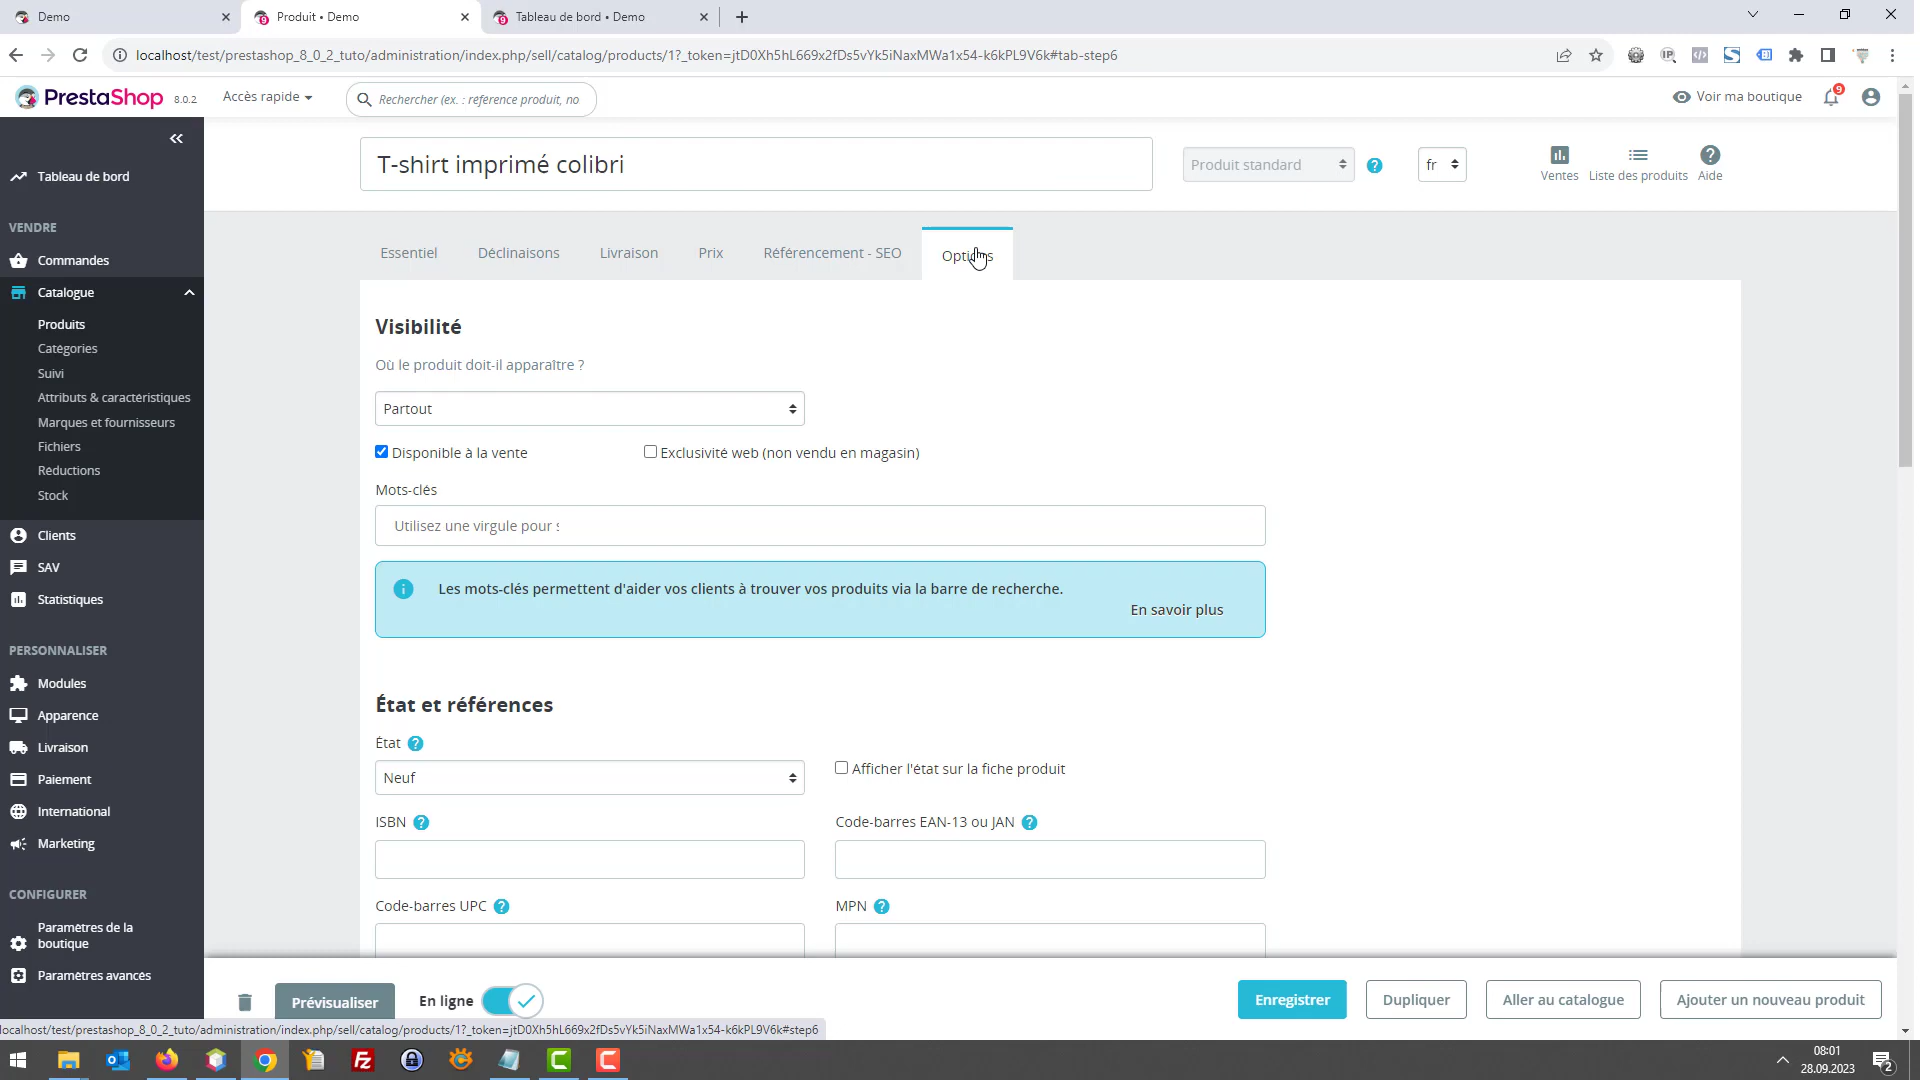 Demo
Produit • Demo
Tableau de bord • Demo
localhost/test/prestashop_8_0_2_tuto/administration/index.php/sell/catalog/products/1?_token=jtD0Xh5hL669x2fDs5vYk5iNaxMWa1x54-k6kPL9V6k#tab-step6
PrestaShop 8.0.2
Accès rapide
Rechercher (ex. : référence produit, no
Voir ma boutique
9
T-shirt imprimé colibri
Produit standard
fr
Ventes
Liste des produits
Aide
Tableau de bord
VENDRE
Commandes
Catalogue
Produits
Catégories
Suivi
Attributs & caractéristiques
Marques et fournisseurs
Fichiers
Réductions
Stock
Clients
SAV
Statistiques
PERSONNALISER
Modules
Apparence
Livraison
Paiement
International
Marketing
CONFIGURER
Paramètres de la
boutique
Paramètres avancés
Essentiel
Déclinaisons
Livraison
Prix
Référencement - SEO
Options
Visibilité
Où le produit doit-il apparaître ?
Partout
Disponible à la vente
Exclusivité web (non vendu en magasin)
Mots-clés
Utilisez une virgule pour s
Les mots-clés permettent d'aider vos clients à trouver vos produits via la barre de recherche.
En savoir plus
État et références
État
Neuf
Afficher l'état sur la fiche produit
ISBN
Code-barres EAN-13 ou JAN
Code-barres UPC
MPN
Prévisualiser
En ligne
Enregistrer
Dupliquer
Aller au catalogue
Ajouter un nouveau produit
localhost/test/prestashop_8_0_2_tuto/administration/index.php/sell/catalog/products/1?_token=jtD0Xh5hL669x2fDs5vYk5iNaxMWa1x54-k6kPL9V6k#step6
08:01
28.09.2023
2